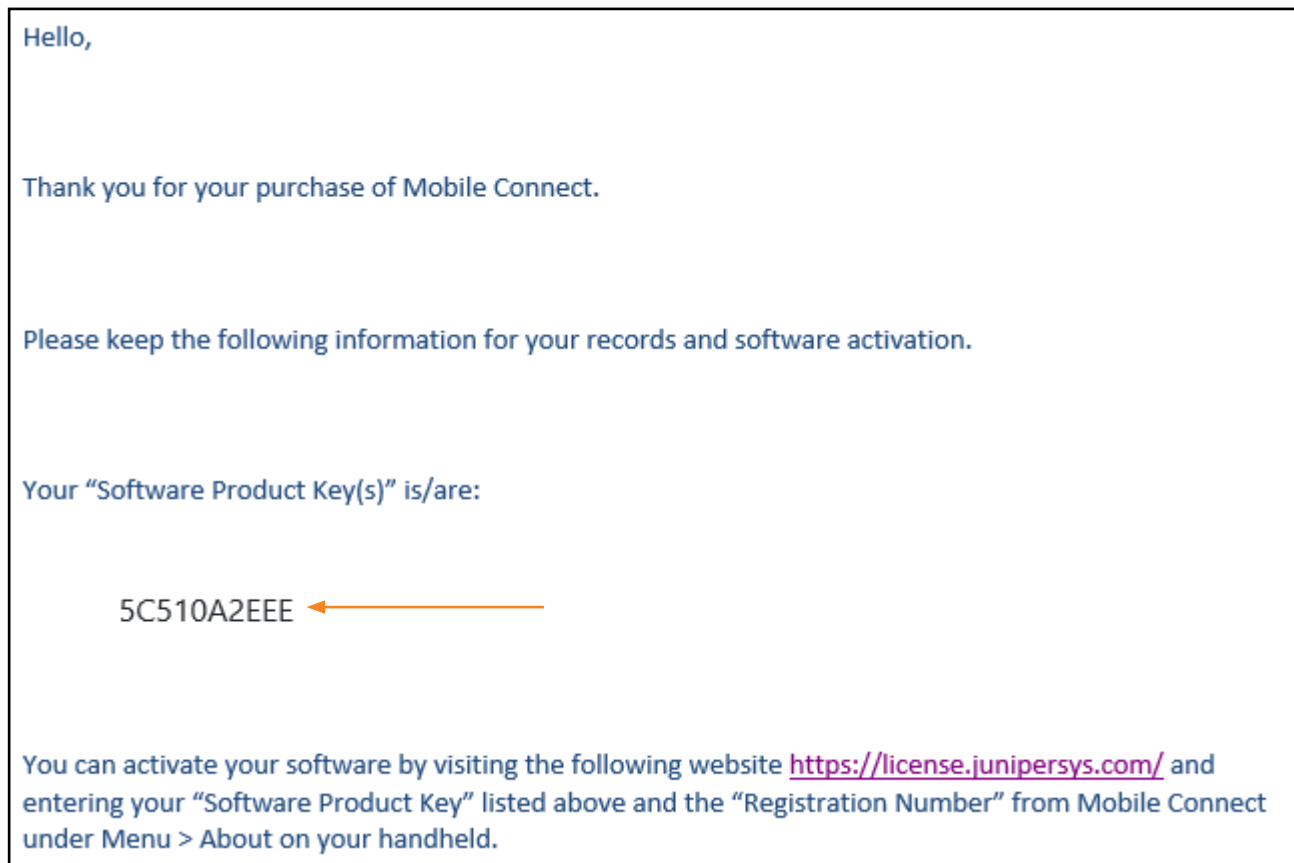 Hello,
Thank you for your purchase of Mobile Connect.
Please keep the following information for your records and software activation.
Your “Software Product Key(s)” is/are:
5C510A2EEE
You can activate your software by visiting the following website https://license.junipersys.com/ and
entering your “Software Product Key” listed above and the “Registration Number” from Mobile Connect
under Menu > About on your handheld.